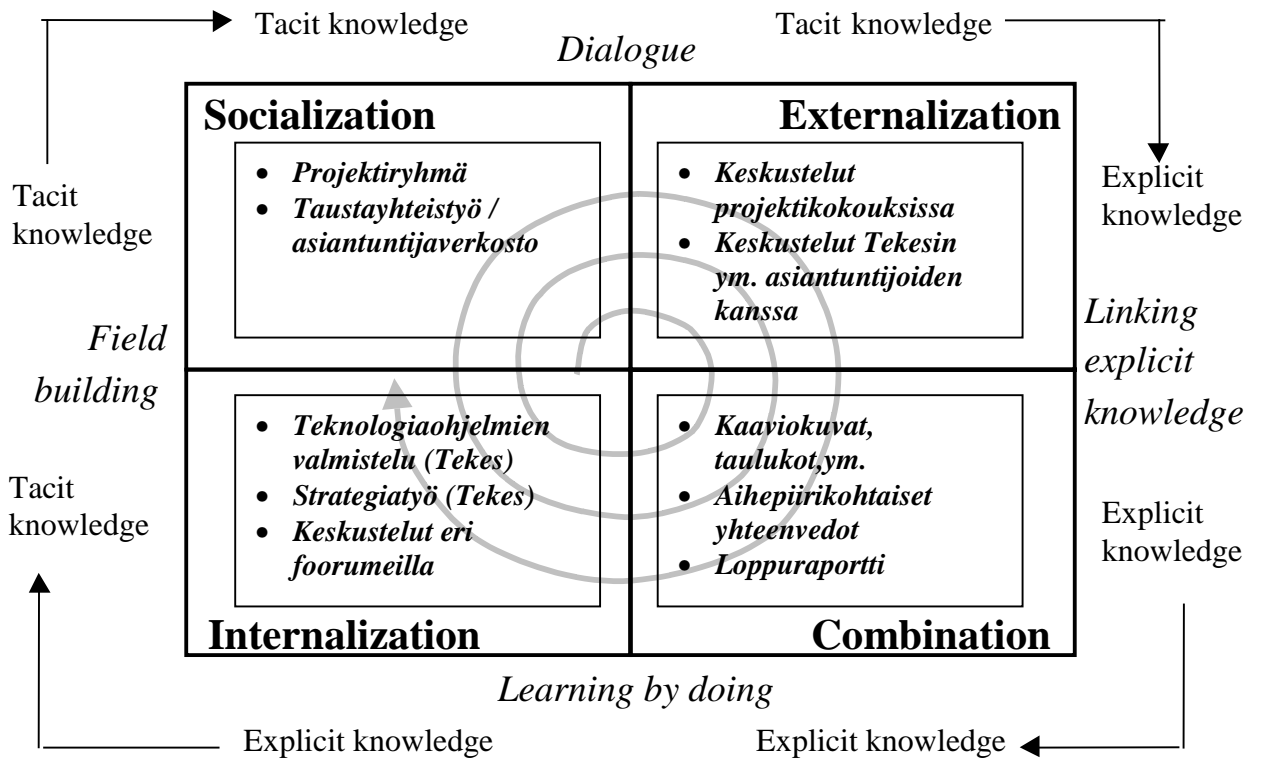 Tacit knowledge
Tacit knowledge
Dialogue
Socialization
Externalization
Tacit
knowledge
• Projektiryhmä
• Taustayhteistyö /
asiantuntijaverkosto
• Keskustelut
projektikokouksissa
• Keskustelut Tekesin
ym. asiantuntijoiden
kanssa
Explicit
knowledge
Field
building
Linking
explicit
knowledge
Tacit
knowledge
• Teknologiaohjelmien
valmistelu (Tekes)
• Strategiatyö (Tekes)
• Keskustelut eri
foorumeilla
• Kaaviokuvat,
taulukot,ym.
• Aihepiirikohtaiset
yhteenvedot
• Loppuraportti
Explicit
knowledge
Internalization
Combination
Learning by doing
Explicit knowledge
Explicit knowledge